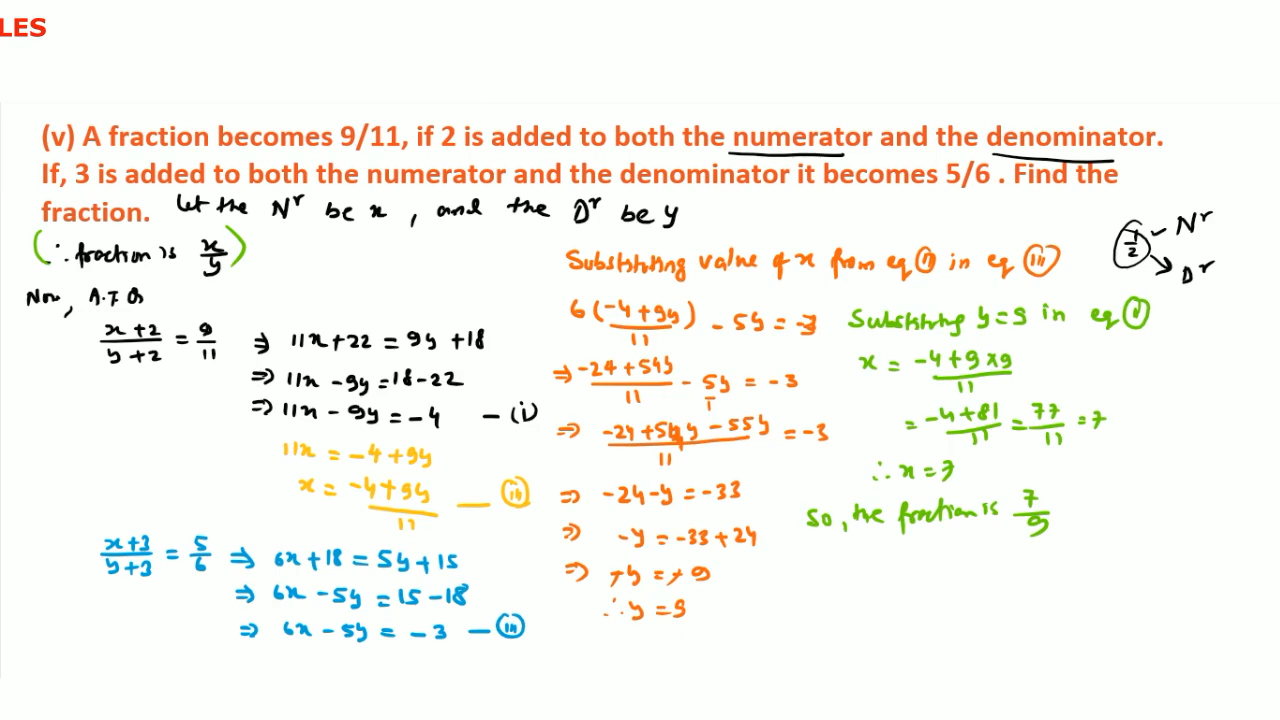 LES
(v) A fraction becomes 9/11, if 2 is added to both the numerator and the denominator.
If, 3 is added to both the numerator and the denominator it becomes 5/6 . Find the
fraction. Let the Nʳ be x , and the Dʳ be y
(∴ fraction is x/y)
1/2 - Nʳ
Dʳ
Now, A.T.Q
(x+2)/(y+2) = 9/11 ⇒ 11x+22 = 9y+18
⇒ 11x - 9y = 18-22
⇒ 11x - 9y = -4 — (i)
11x = -4+9y
x = (-4+9y)/11 — (ii)
(x+3)/(y+3) = 5/6 ⇒ 6x+18 = 5y+15
⇒ 6x - 5y = 15-18
⇒ 6x - 5y = -3 — (iii)
Substituting value of x from eq (ii) in eq (iii)
6(-4+9y)/11 - 5y = -3
⇒ (-24+54y)/11 - 5y/1 = -3
⇒ (-24+54y-55y)/11 = -3
⇒ -24-y = -33
⇒ -y = -33+24
⇒ -y = -9
∴ y = 9
Substituting y=9 in eq (ii)
x = (-4+9×9)/11
= (-4+81)/11 = 77/11 = 7
∴ x = 7
So, the fraction is 7/9